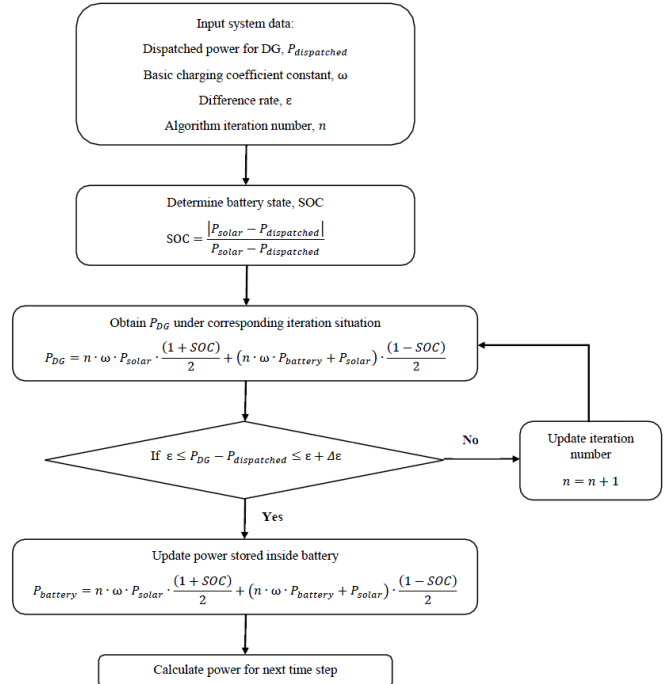 Input system data:
Dispatched power for DG, P_dispatched
Basic charging coefficient constant, ω
Difference rate, ε
Algorithm iteration number, n
Determine battery state, SOC
SOC = |P_solar − P_dispatched| / P_solar − P_dispatched
Obtain P_DG under corresponding iteration situation
P_DG = n · ω · P_solar · (1 + SOC)/2 + (n · ω · P_battery + P_solar) · (1 − SOC)/2
If ε ≤ P_DG − P_dispatched ≤ ε + Δε
No
Update iteration
number
n = n + 1
Yes
Update power stored inside battery
P_battery = n · ω · P_solar · (1 + SOC)/2 + (n · ω · P_battery + P_solar) · (1 − SOC)/2
Calculate power for next time step